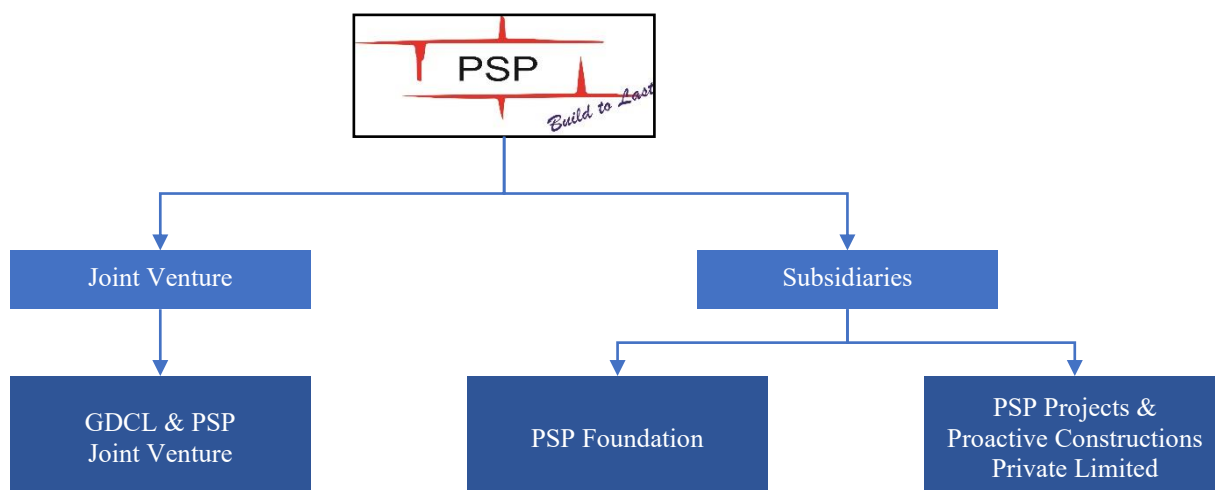 PSP
Build to Last
Joint Venture
Subsidiaries
GDCL & PSP
Joint Venture
PSP Foundation
PSP Projects &
Proactive Constructions
Private Limited